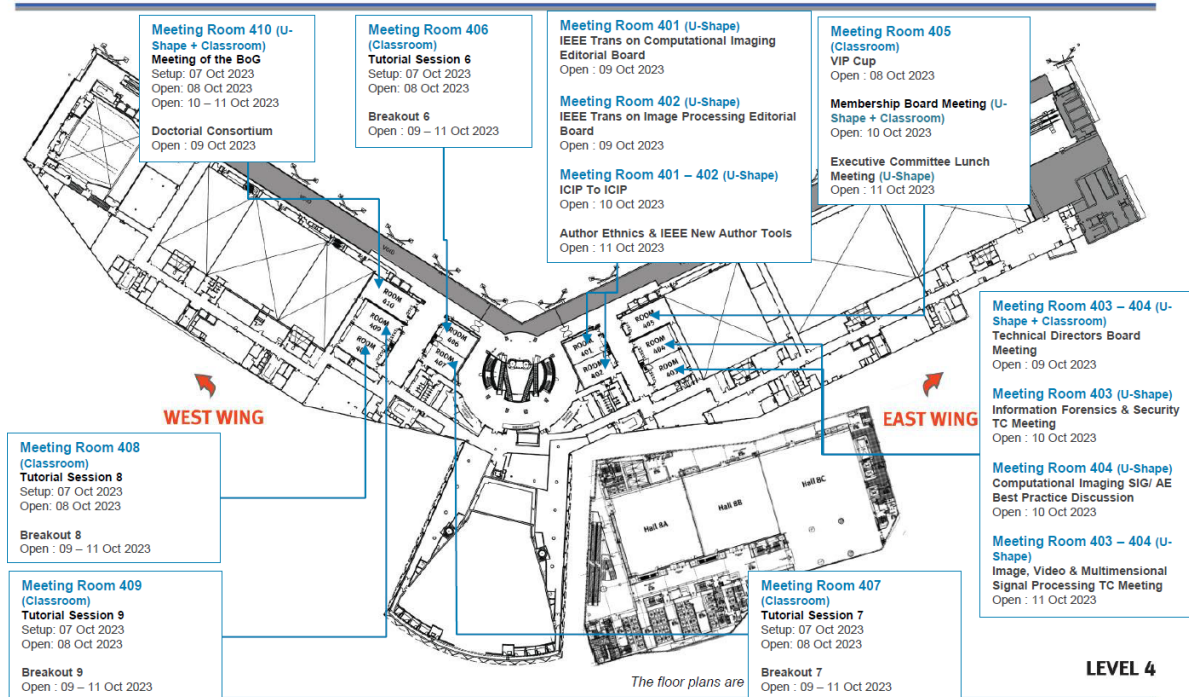 Meeting Room 410 (U-
Shape + Classroom)
Meeting of the BoG
Setup: 07 Oct 2023
Open: 08 Oct 2023
Open: 10 – 11 Oct 2023
Doctorial Consortium
Open : 09 Oct 2023
Meeting Room 406
(Classroom)
Tutorial Session 6
Setup: 07 Oct 2023
Open: 08 Oct 2023
Breakout 6
Open : 09 – 11 Oct 2023
Meeting Room 401 (U-Shape)
IEEE Trans on Computational Imaging
Editorial Board
Open : 09 Oct 2023
Meeting Room 402 (U-Shape)
IEEE Trans on Image Processing Editorial
Board
Open : 09 Oct 2023
Meeting Room 401 – 402 (U-Shape)
ICIP To ICIP
Open : 10 Oct 2023
Author Ethnics & IEEE New Author Tools
Open : 11 Oct 2023
Meeting Room 405
(Classroom)
VIP Cup
Open : 08 Oct 2023
Membership Board Meeting (U-
Shape + Classroom)
Open: 10 Oct 2023
Executive Committee Lunch
Meeting (U-Shape)
Open : 11 Oct 2023
VOID
ROOM
410
ROOM
409
ROOM
ROOM
406
ROOM
407
ROOM
401
ROOM
402
ROOM
405
ROOM
404
ROOM
403
WEST WING
EAST WING
Meeting Room 403 – 404 (U-
Shape + Classroom)
Technical Directors Board
Meeting
Open : 09 Oct 2023
Meeting Room 403 (U-Shape)
Information Forensics & Security
TC Meeting
Open : 10 Oct 2023
Meeting Room 404 (U-Shape)
Computational Imaging SIG/ AE
Best Practice Discussion
Open : 10 Oct 2023
Meeting Room 403 – 404 (U-
Shape)
Image, Video & Multimensional
Signal Processing TC Meeting
Open : 11 Oct 2023
Meeting Room 408
(Classroom)
Tutorial Session 8
Setup: 07 Oct 2023
Open: 08 Oct 2023
Breakout 8
Open : 09 – 11 Oct 2023
Hall 8A
Hall 8B
Hall 8C
Meeting Room 409
(Classroom)
Tutorial Session 9
Setup: 07 Oct 2023
Open: 08 Oct 2023
Breakout 9
Open : 09 – 11 Oct 2023
Meeting Room 407
(Classroom)
Tutorial Session 7
Setup: 07 Oct 2023
Open: 08 Oct 2023
Breakout 7
Open : 09 – 11 Oct 2023
The floor plans are
LEVEL 4